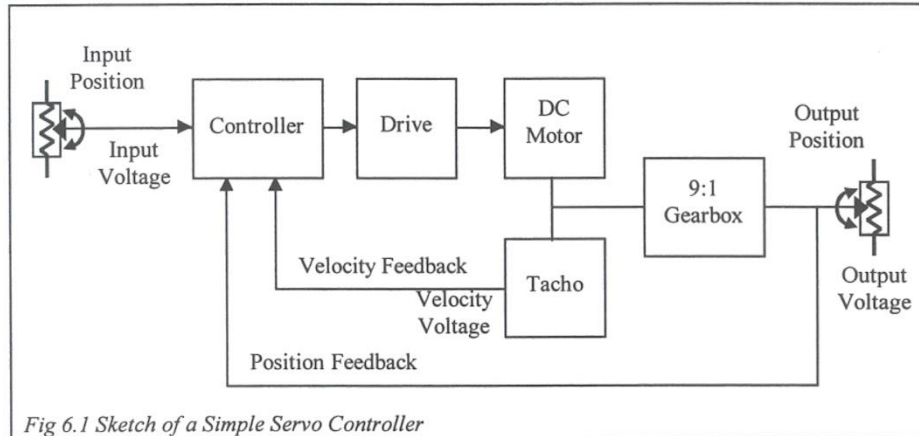 Input
Position
Input
Voltage
Controller
Drive
DC
Motor
9:1
Gearbox
Output
Position
Output
Voltage
Velocity Feedback
Velocity
Voltage
Tacho
Position Feedback
Fig 6.1 Sketch of a Simple Servo Controller